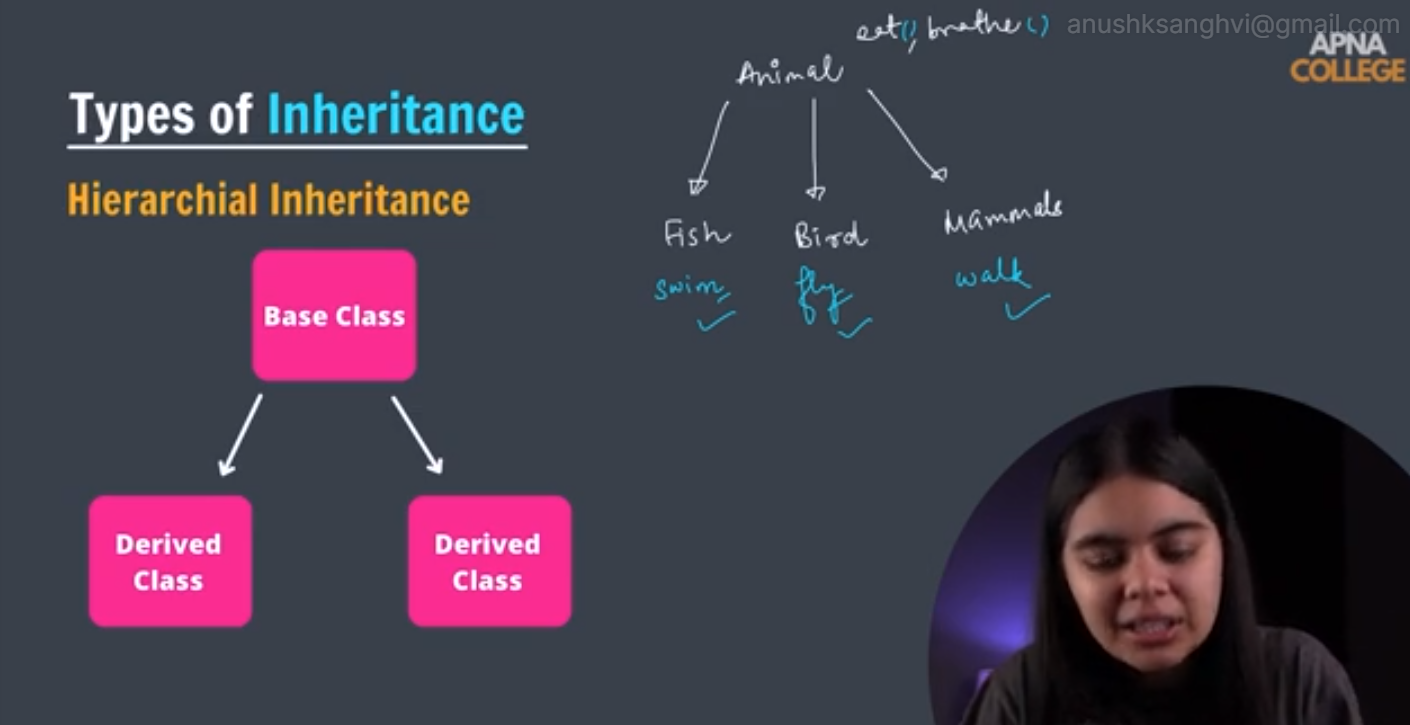 eat(), breathe()
anushksanghvi@gmail.com
APNA
COLLEGE
Animal
Types of Inheritance
Hierarchial Inheritance
Fish Bird Mammals
swim fly walk
Base Class
Derived
Class
Derived
Class